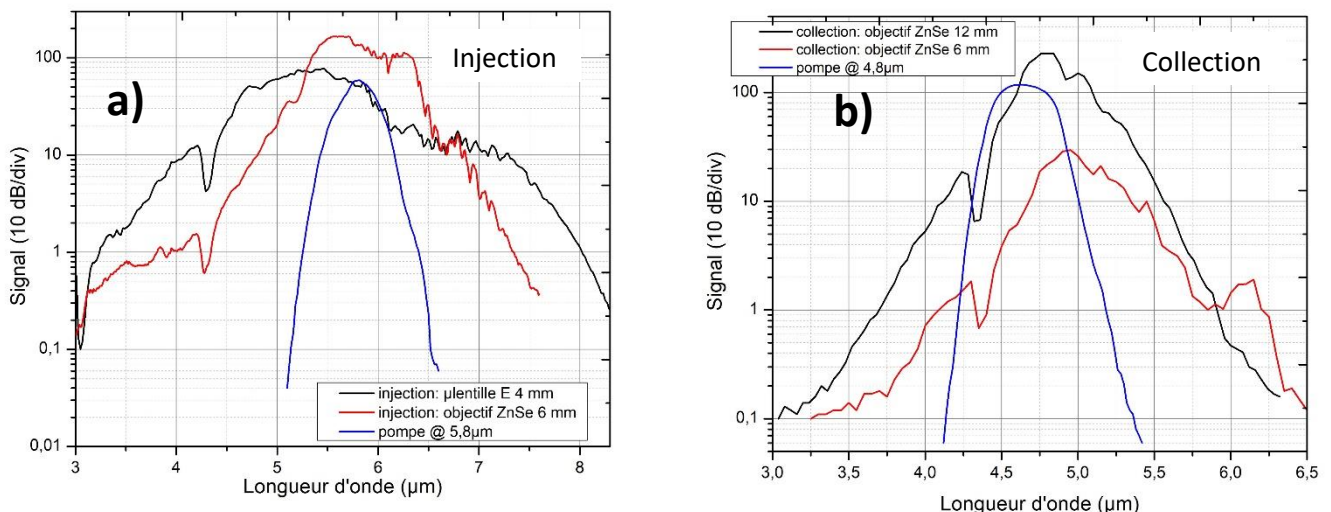 Injection
a)
Signal (10 dB/div)
100
10
1
0,1
0,01
injection: µlentille E 4 mm
injection: objectif ZnSe 6 mm
pompe @ 5,8µm
3 4 5 6 7 8
Longueur d'onde (µm)
collection: objectif ZnSe 12 mm
collection: objectif ZnSe 6 mm
pompe @ 4,8µm
Collection
b)
Signal (10 dB/div)
100
10
1
0,1
3,0 3,5 4,0 4,5 5,0 5,5 6,0 6,5
Longueur d'onde (µm)